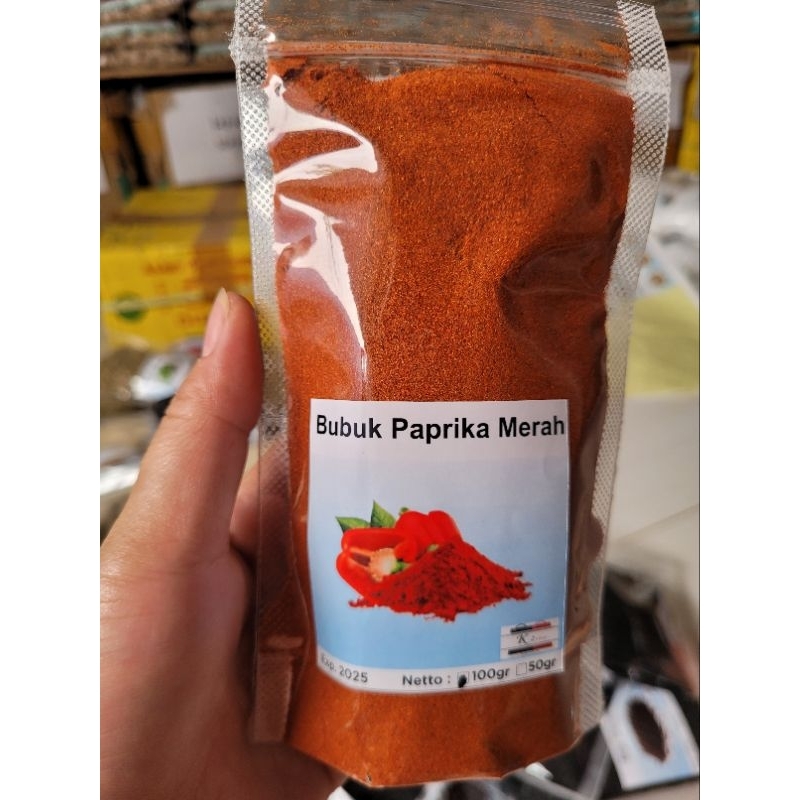 Bubuk Paprika Merah
Exp. 2025
Netto : 100gr 50gr